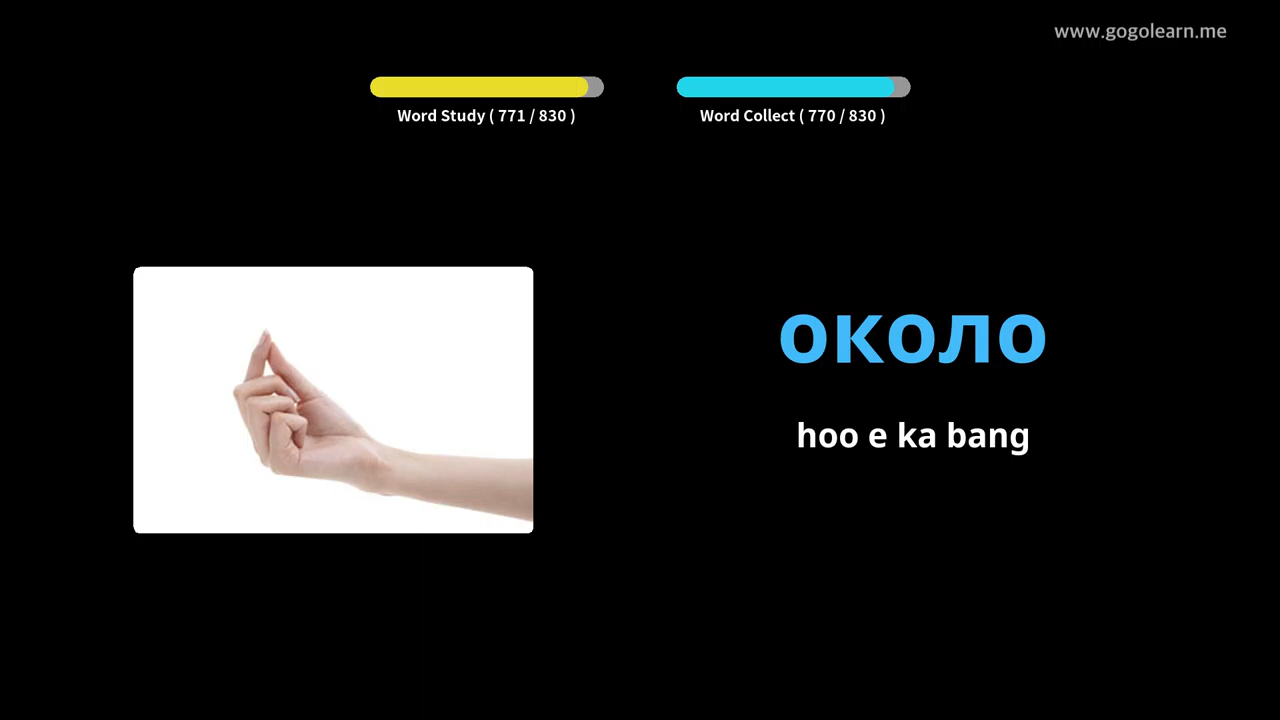 www.gogolearn.me
Word Study ( 771 / 830 )
Word Collect ( 770 / 830 )
около
hoo e ka bang